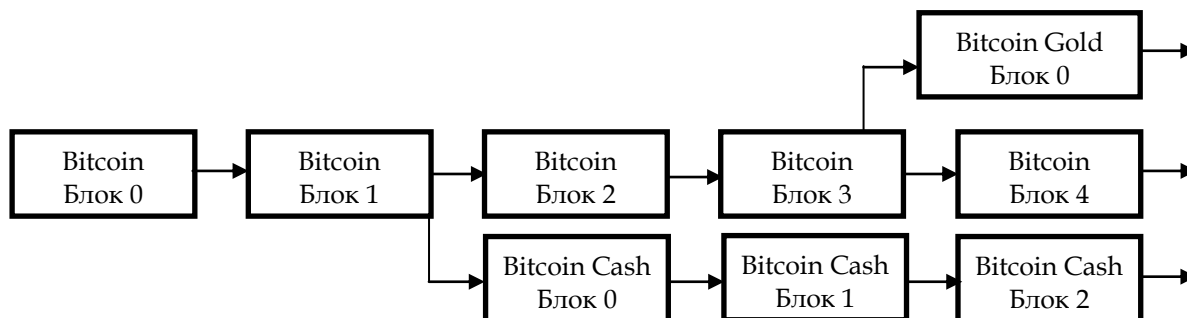 Bitcoin Gold
Блок 0
Bitcoin
Блок 0
Bitcoin
Блок 1
Bitcoin
Блок 2
Bitcoin
Блок 3
Bitcoin
Блок 4
Bitcoin Cash
Блок 0
Bitcoin Cash
Блок 1
Bitcoin Cash
Блок 2